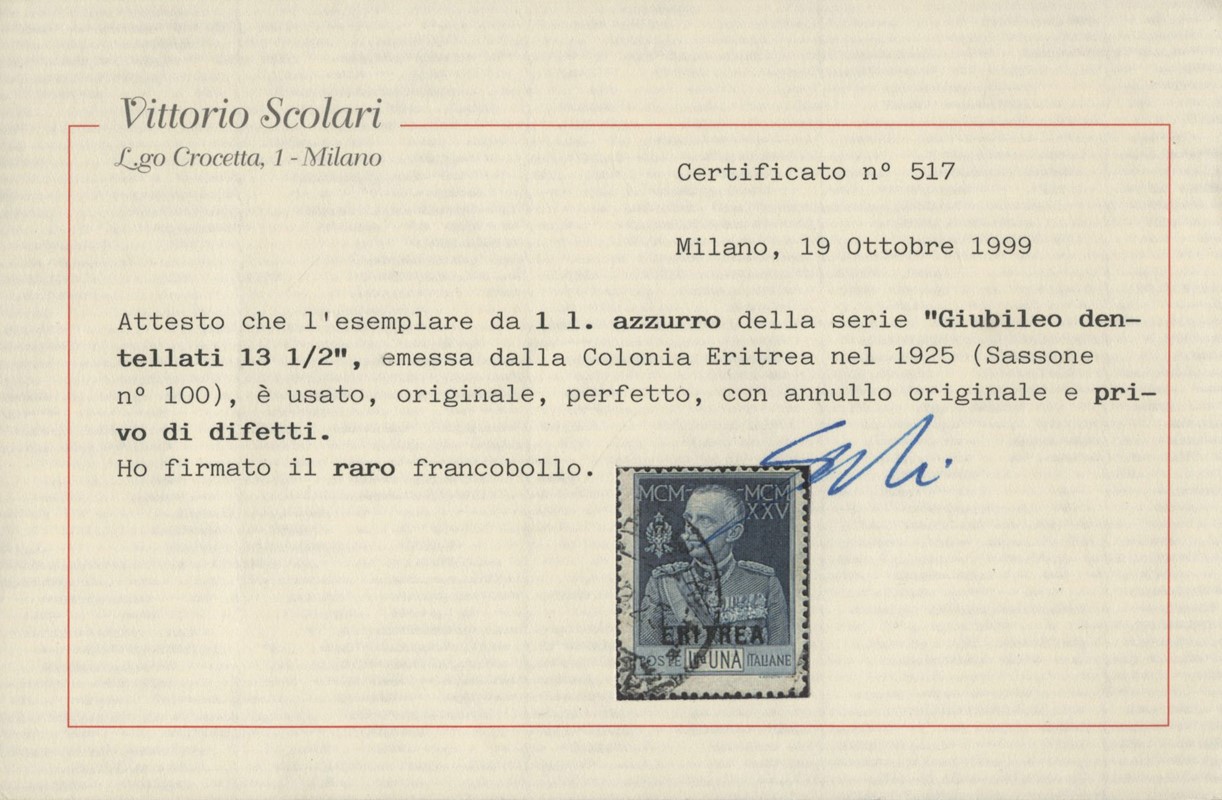 Vittorio Scolari
L.go Crocetta, 1 - Milano
Certificato n° 517
Milano, 19 Ottobre 1999
Attesto che l'esemplare da 1 l. azzurro della serie "Giubileo den-
tellati 13 1/2", emessa dalla Colonia Eritrea nel 1925 (Sassone
n° 100), è usato, originale, perfetto, con annullo originale e pri-
vo di difetti.
Ho firmato il raro francobollo.
MCM- -MCM
XXV
ERITREA
POSTE LIRA UNA ITALIANE